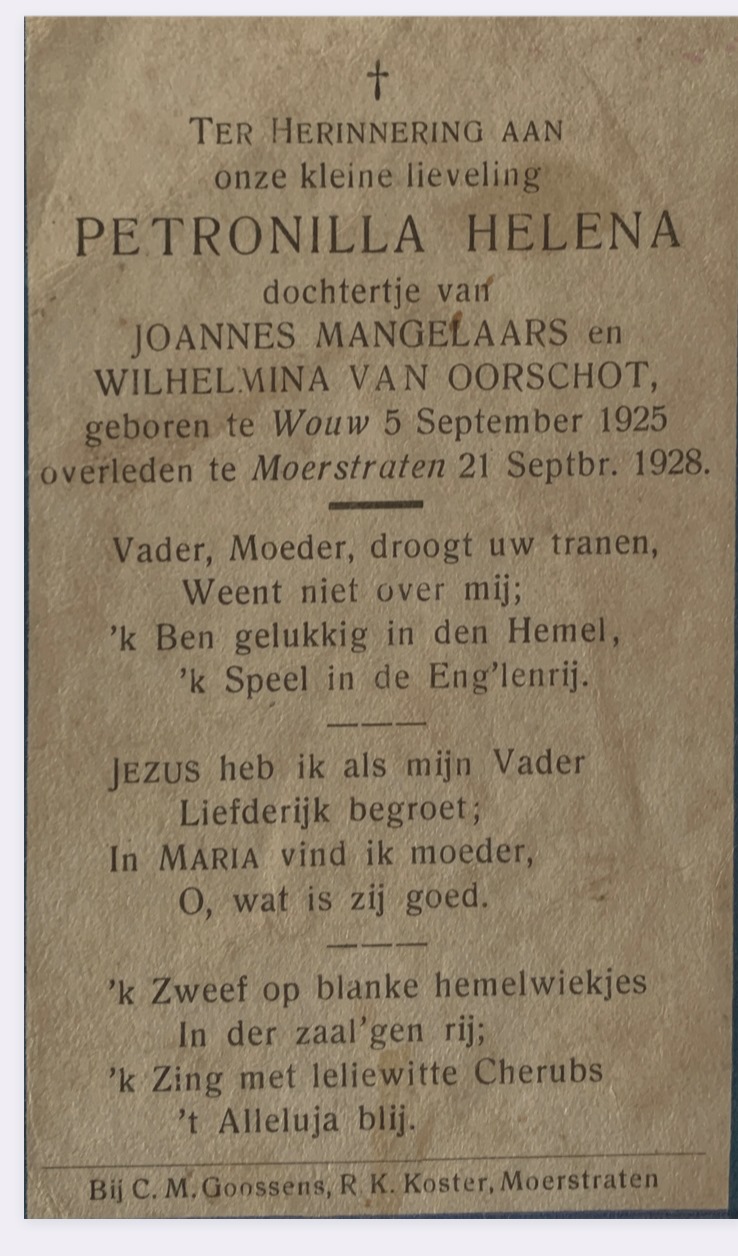 †
TER HERINNERING AAN
onze kleine lieveling
PETRONILLA HELENA
dochtertje van
JOANNES MANGELAARS en
WILHELMINA VAN OORSCHOT,
geboren te Wouw 5 September 1925
overleden te Moerstraten 21 Septbr. 1928.
Vader, Moeder, droogt uw tranen,
Weent niet over mij;
'k Ben gelukkig in den Hemel,
'k Speel in de Eng'lenrij.
JEZUS heb ik als mijn Vader
Liefderijk begroet;
In MARIA vind ik moeder,
O, wat is zij goed.
'k Zweef op blanke hemelwiekjes
In der zaal'gen rij;
'k Zing met leliewitte Cherubs
't Alleluja blij.
Bij C. M. Goossens, R K. Koster, Moerstraten